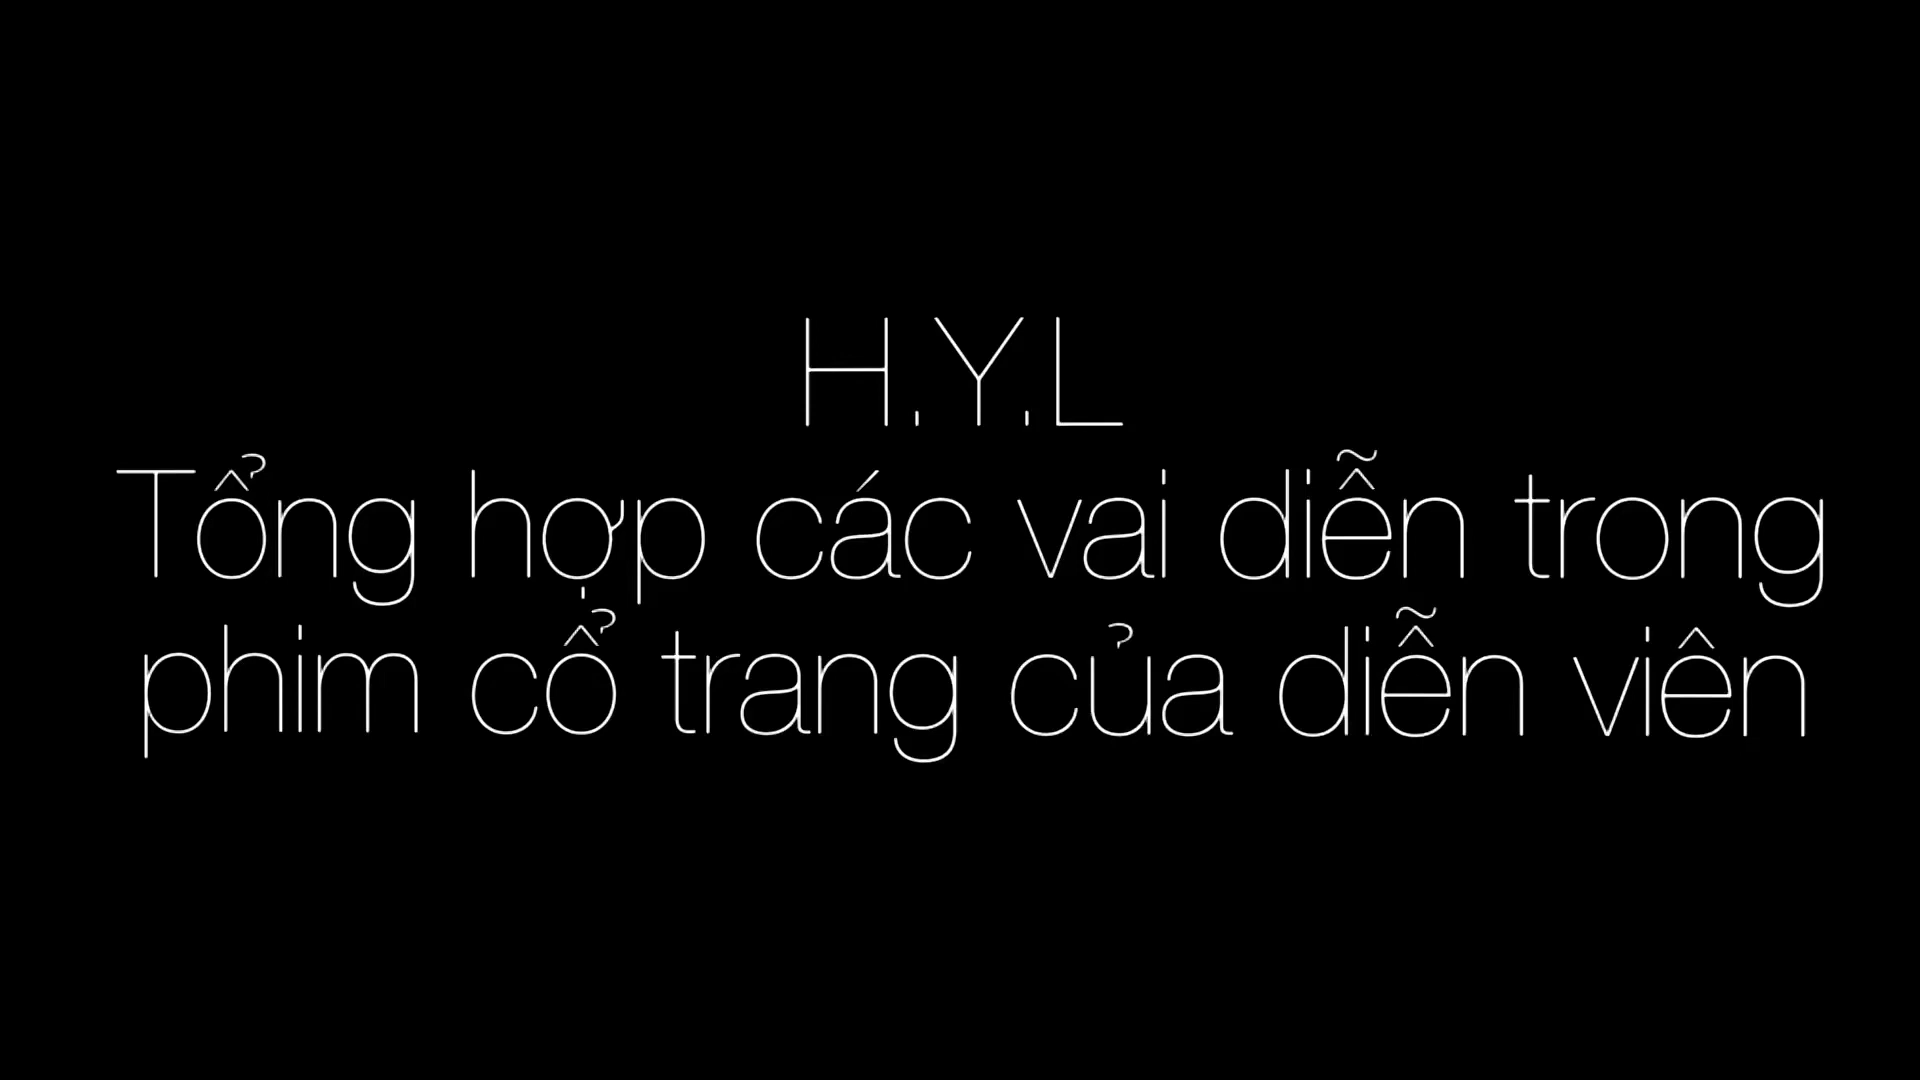 H.Y.L
Tổng hợp các vai diễn trong
phim cổ trang của diễn viên